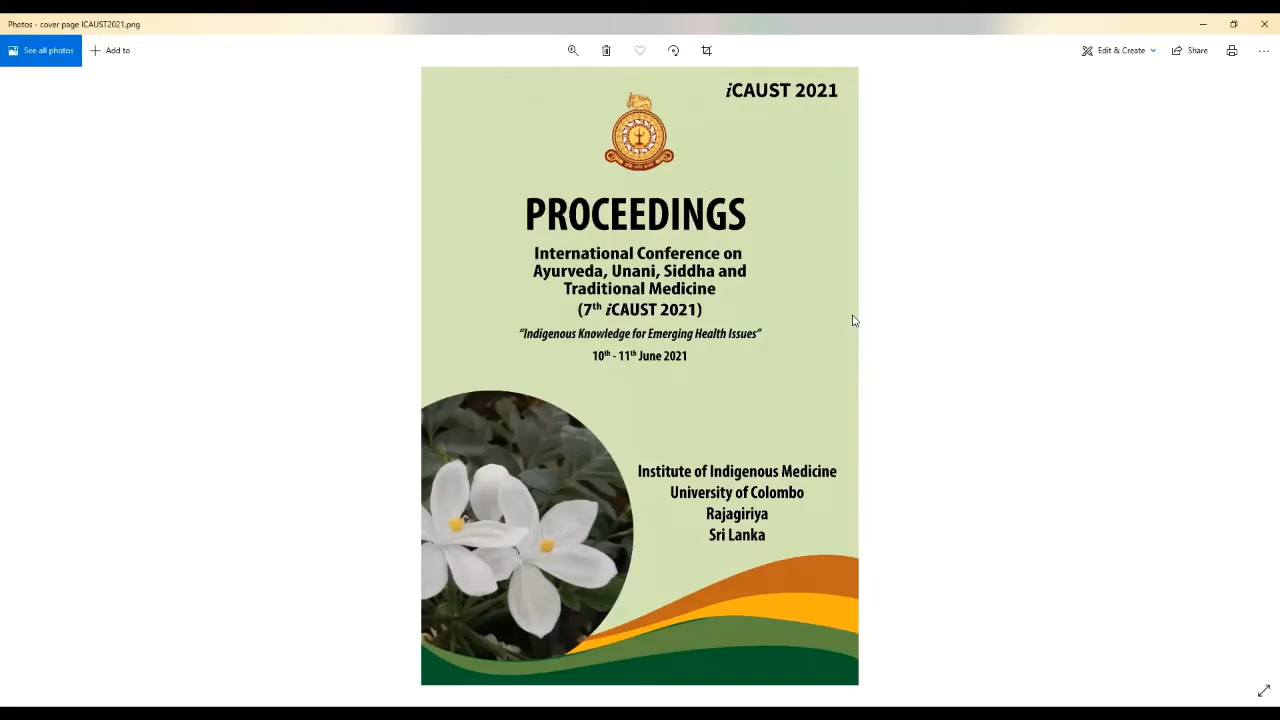 Photos - cover page ICAUST2021.png
See all photos
Add to
Edit & Create
Share
iCAUST 2021
PROCEEDINGS
International Conference on
Ayurveda, Unani, Siddha and
Traditional Medicine
(7th iCAUST 2021)
“Indigenous Knowledge for Emerging Health Issues”
10th - 11th June 2021
Institute of Indigenous Medicine
University of Colombo
Rajagiriya
Sri Lanka